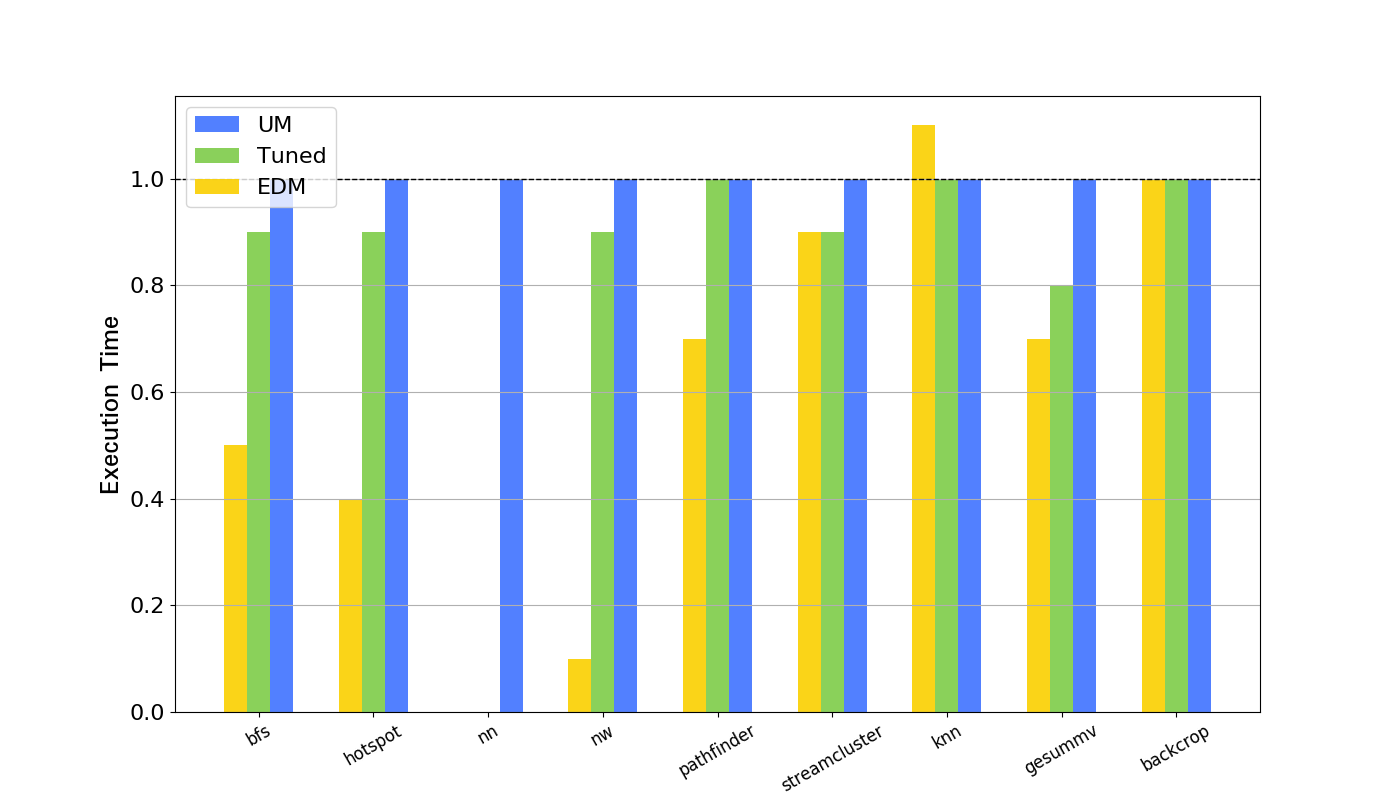 UM
Tuned
EDM
1.0
0.8
0.6
0.4
0.2
0.0
Execution Time
bfs
hotspot
nn
nw
pathfinder
streamcluster
knn
gesummv
backcrop